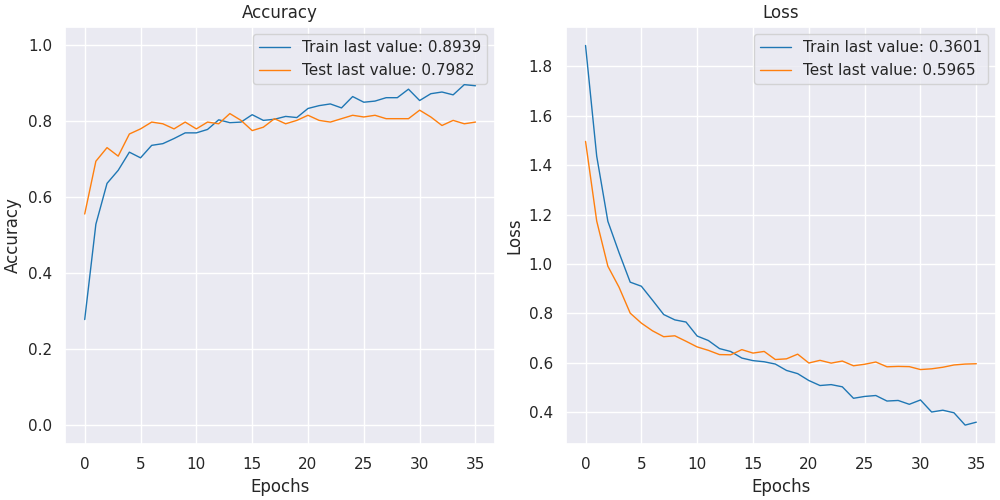 Accuracy
Train last value: 0.8939
Test last value: 0.7982
1.0
0.8
0.6
0.4
0.2
0.0
Accuracy
0 5 10 15 20 25 30 35
Epochs
Loss
Train last value: 0.3601
Test last value: 0.5965
1.8
1.6
1.4
1.2
1.0
0.8
0.6
0.4
Loss
0 5 10 15 20 25 30 35
Epochs